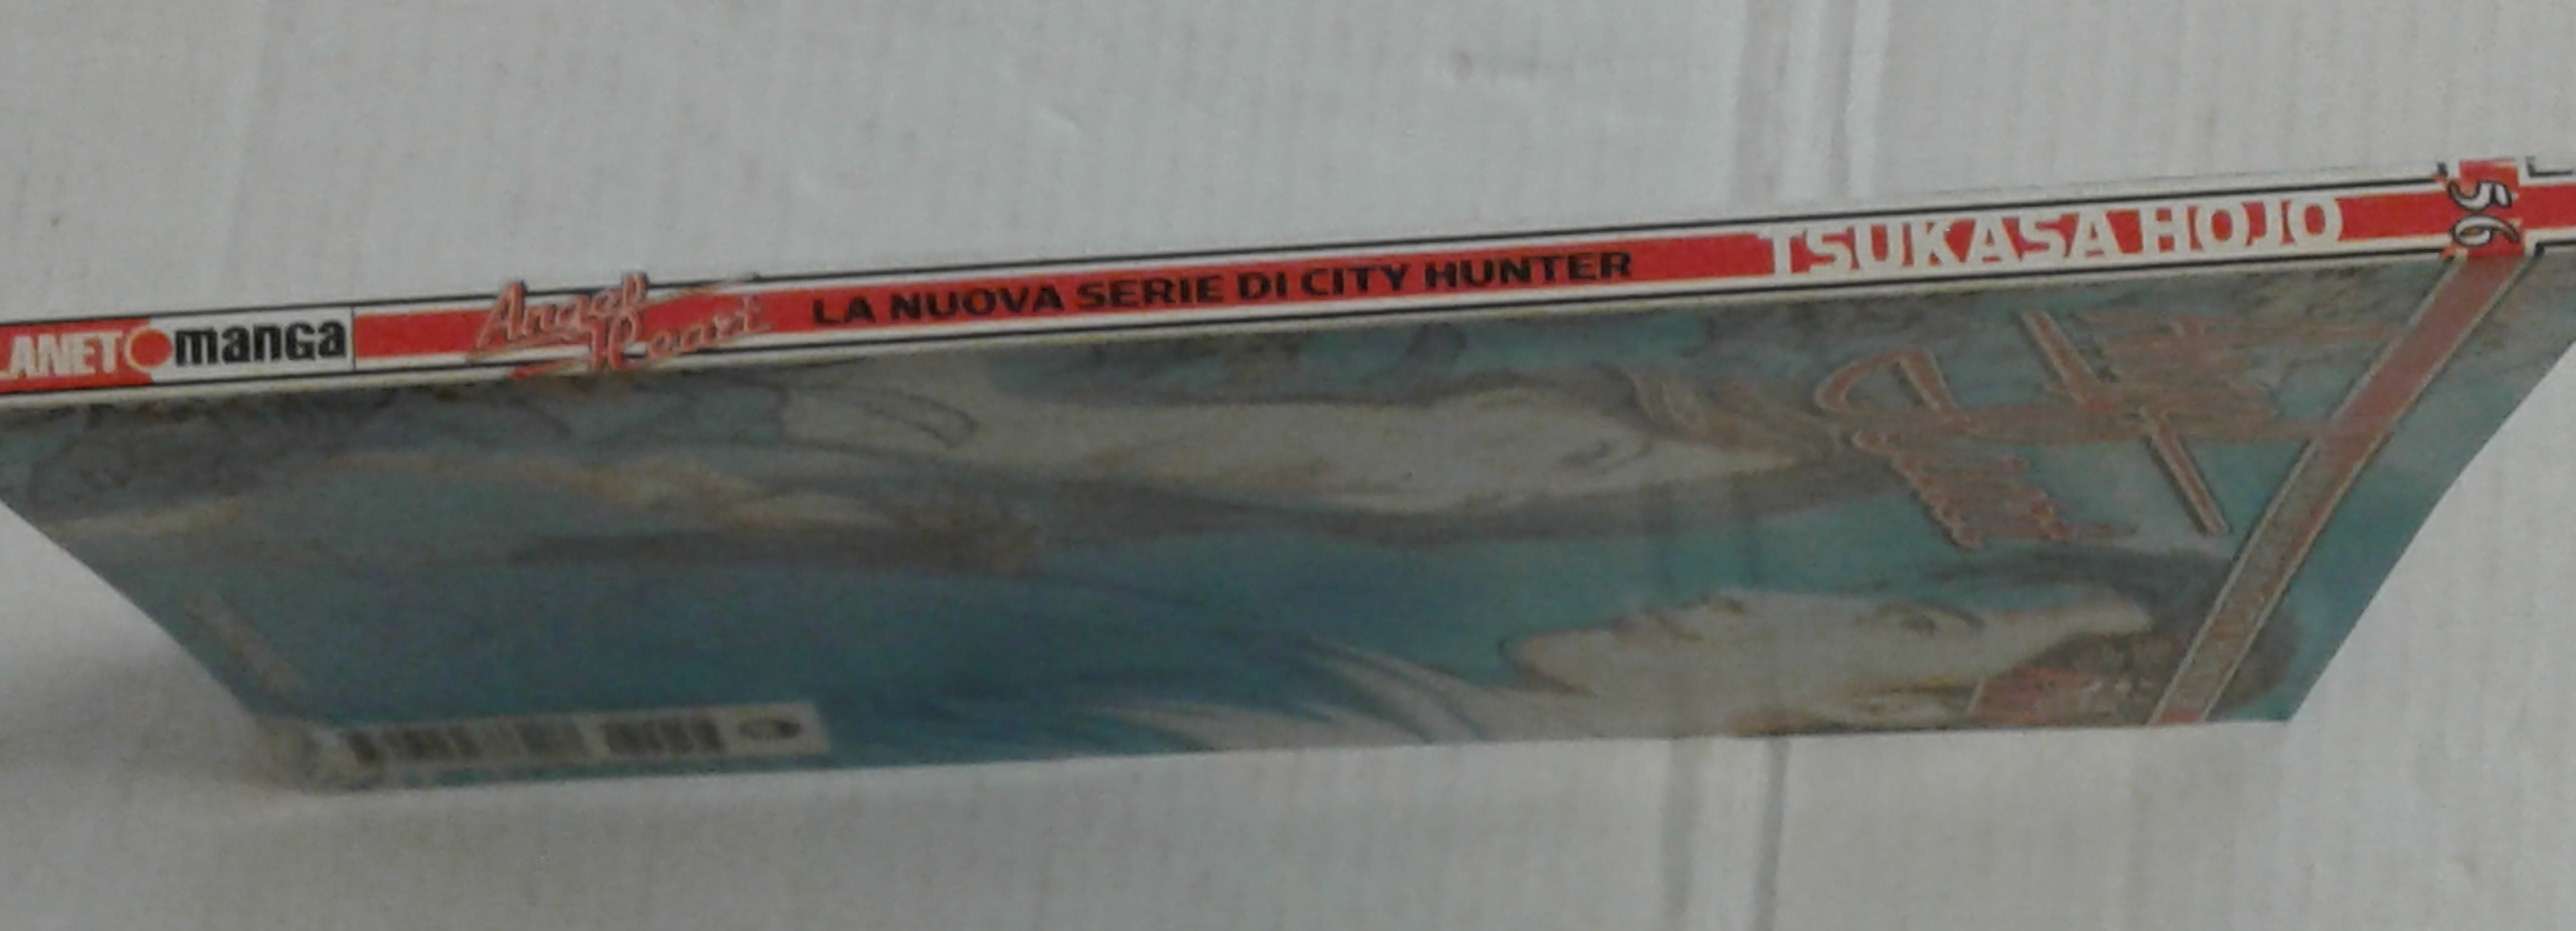 LANET manga
Angel Heart
LA NUOVA SERIE DI CITY HUNTER
TSUKASA HOJO
56